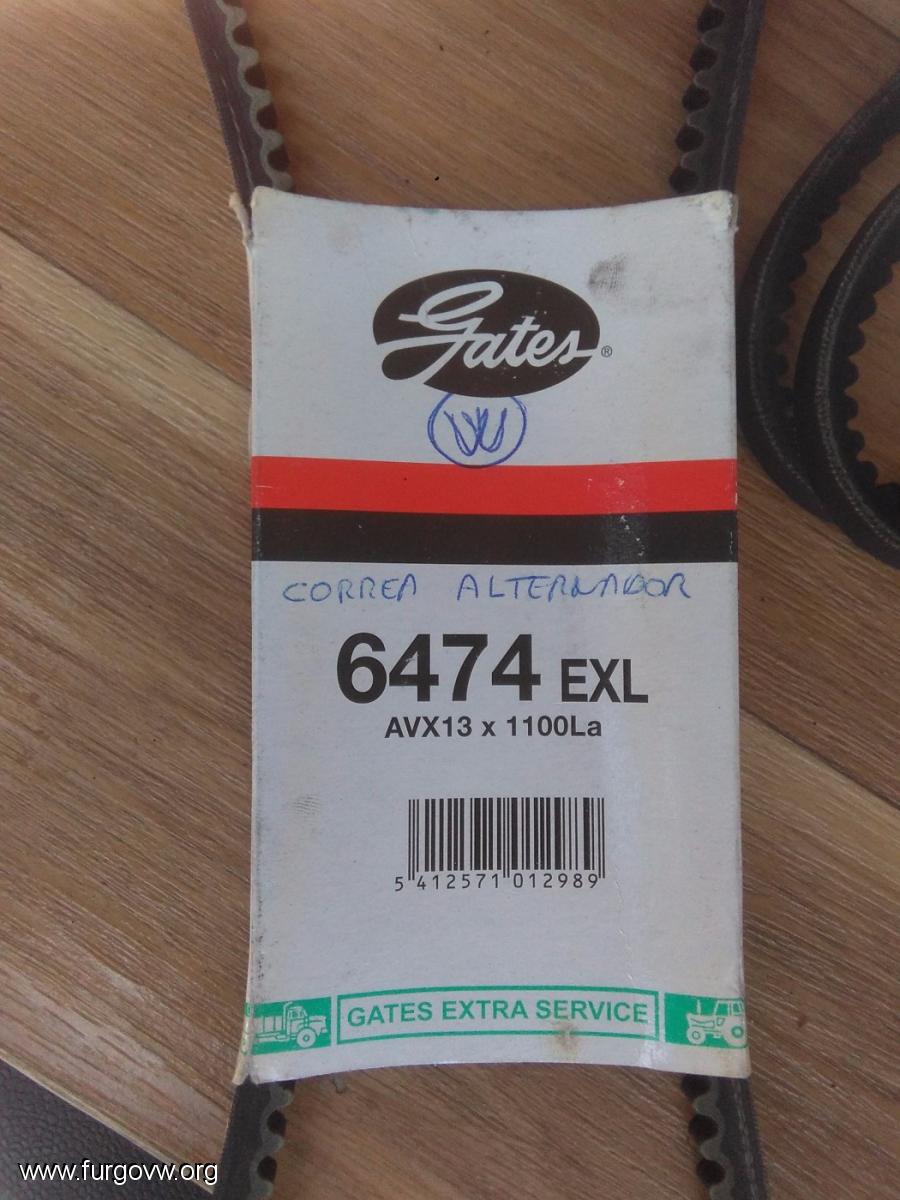 Gates®
VW
CORREA ALTERNADOR
6474 EXL
AVX13 x 1100La
5 412571 012989
GATES EXTRA SERVICE
www.furgovw.org